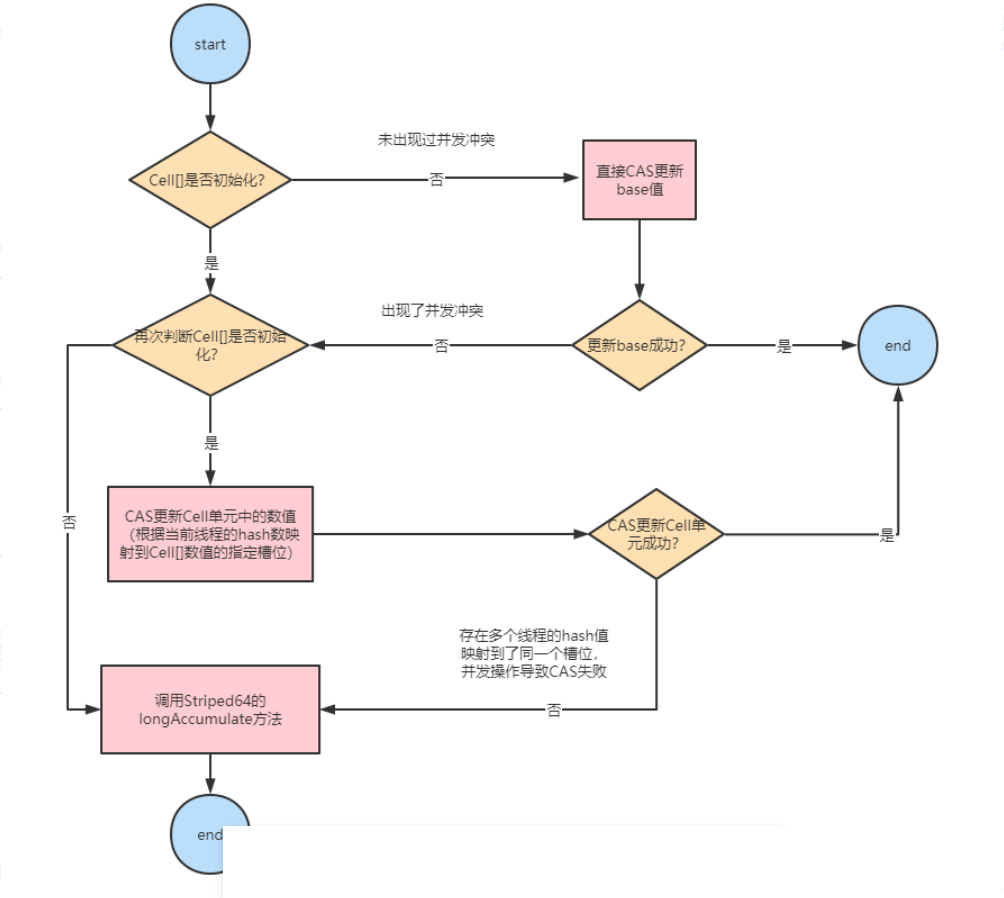 start
未出现过并发冲突
Cell[]是否初始化?
否
直接CAS更新
base值
是
出现了并发冲突
再次判断Cell[]是否初始
化?
否
更新base成功?
是
end
是
否
CAS更新Cell单元中的数值
（根据当前线程的hash数映
射到Cell[]数值的指定槽位）
CAS更新Cell单
元成功?
是
存在多个线程的hash值
映射到了同一个槽位，
并发操作导致CAS失败
调用Striped64的
longAccumulate方法
否
end